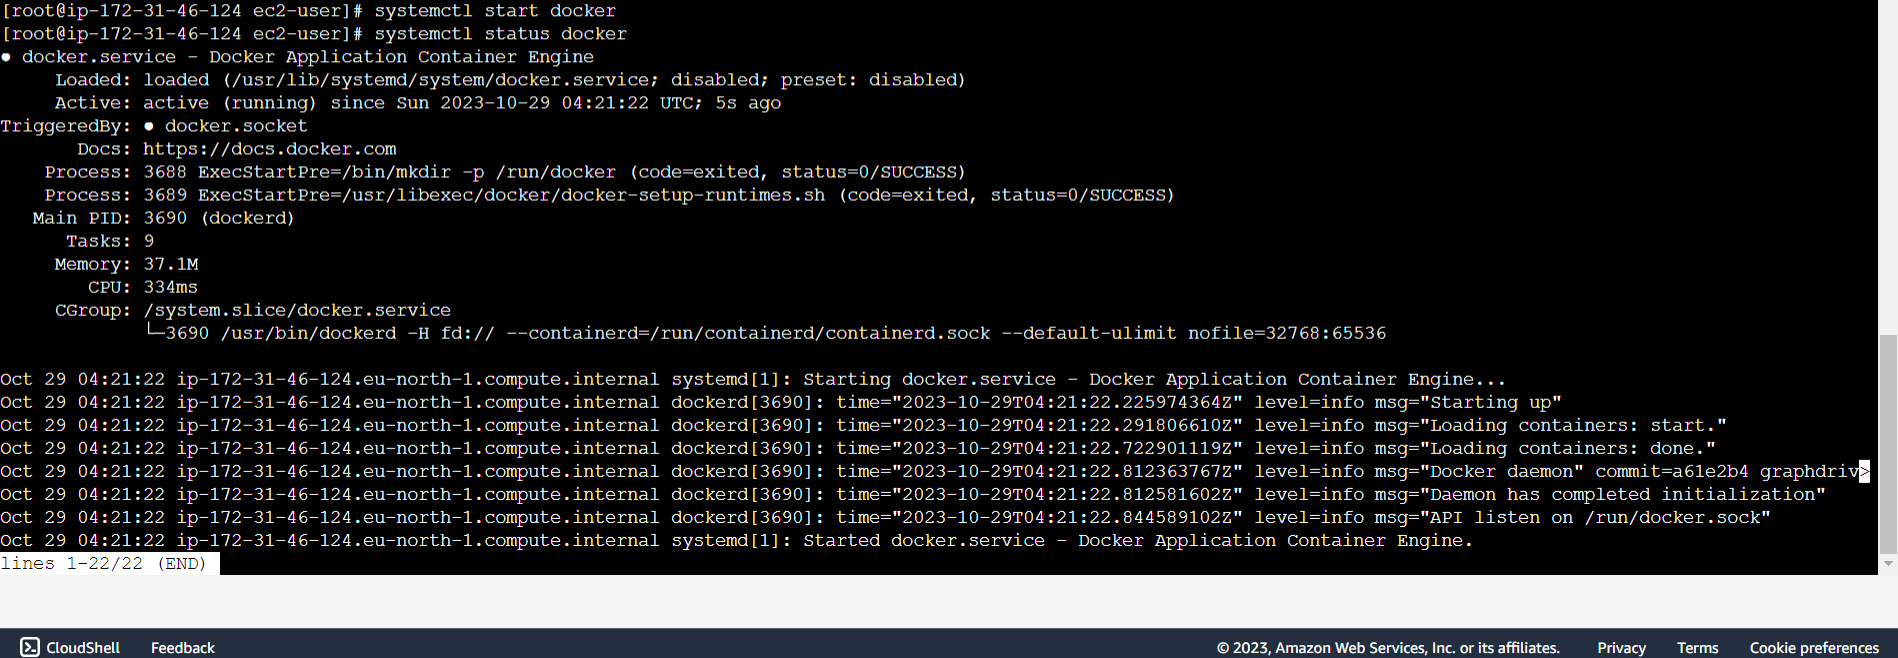 [root@ip-172-31-46-124 ec2-user]# systemctl start docker
[root@ip-172-31-46-124 ec2-user]# systemctl status docker
● docker.service - Docker Application Container Engine
Loaded: loaded (/usr/lib/systemd/system/docker.service; disabled; preset: disabled)
Active: active (running) since Sun 2023-10-29 04:21:22 UTC; 5s ago
TriggeredBy: ● docker.socket
Docs: https://docs.docker.com
Process: 3688 ExecStartPre=/bin/mkdir -p /run/docker (code=exited, status=0/SUCCESS)
Process: 3689 ExecStartPre=/usr/libexec/docker/docker-setup-runtimes.sh (code=exited, status=0/SUCCESS)
Main PID: 3690 (dockerd)
Tasks: 9
Memory: 37.1M
CPU: 334ms
CGroup: /system.slice/docker.service
└─3690 /usr/bin/dockerd -H fd:// --containerd=/run/containerd/containerd.sock --default-ulimit nofile=32768:65536
Oct 29 04:21:22 ip-172-31-46-124.eu-north-1.compute.internal systemd[1]: Starting docker.service - Docker Application Container Engine...
Oct 29 04:21:22 ip-172-31-46-124.eu-north-1.compute.internal dockerd[3690]: time="2023-10-29T04:21:22.225974364Z" level=info msg="Starting up"
Oct 29 04:21:22 ip-172-31-46-124.eu-north-1.compute.internal dockerd[3690]: time="2023-10-29T04:21:22.291806610Z" level=info msg="Loading containers: start."
Oct 29 04:21:22 ip-172-31-46-124.eu-north-1.compute.internal dockerd[3690]: time="2023-10-29T04:21:22.722901119Z" level=info msg="Loading containers: done."
Oct 29 04:21:22 ip-172-31-46-124.eu-north-1.compute.internal dockerd[3690]: time="2023-10-29T04:21:22.812363767Z" level=info msg="Docker daemon" commit=a61e2b4 graphdriv>
Oct 29 04:21:22 ip-172-31-46-124.eu-north-1.compute.internal dockerd[3690]: time="2023-10-29T04:21:22.812581602Z" level=info msg="Daemon has completed initialization"
Oct 29 04:21:22 ip-172-31-46-124.eu-north-1.compute.internal dockerd[3690]: time="2023-10-29T04:21:22.844589102Z" level=info msg="API listen on /run/docker.sock"
Oct 29 04:21:22 ip-172-31-46-124.eu-north-1.compute.internal systemd[1]: Started docker.service - Docker Application Container Engine.
lines 1-22/22 (END)
CloudShell Feedback © 2023, Amazon Web Services, Inc. or its affiliates. Privacy Terms Cookie preferences